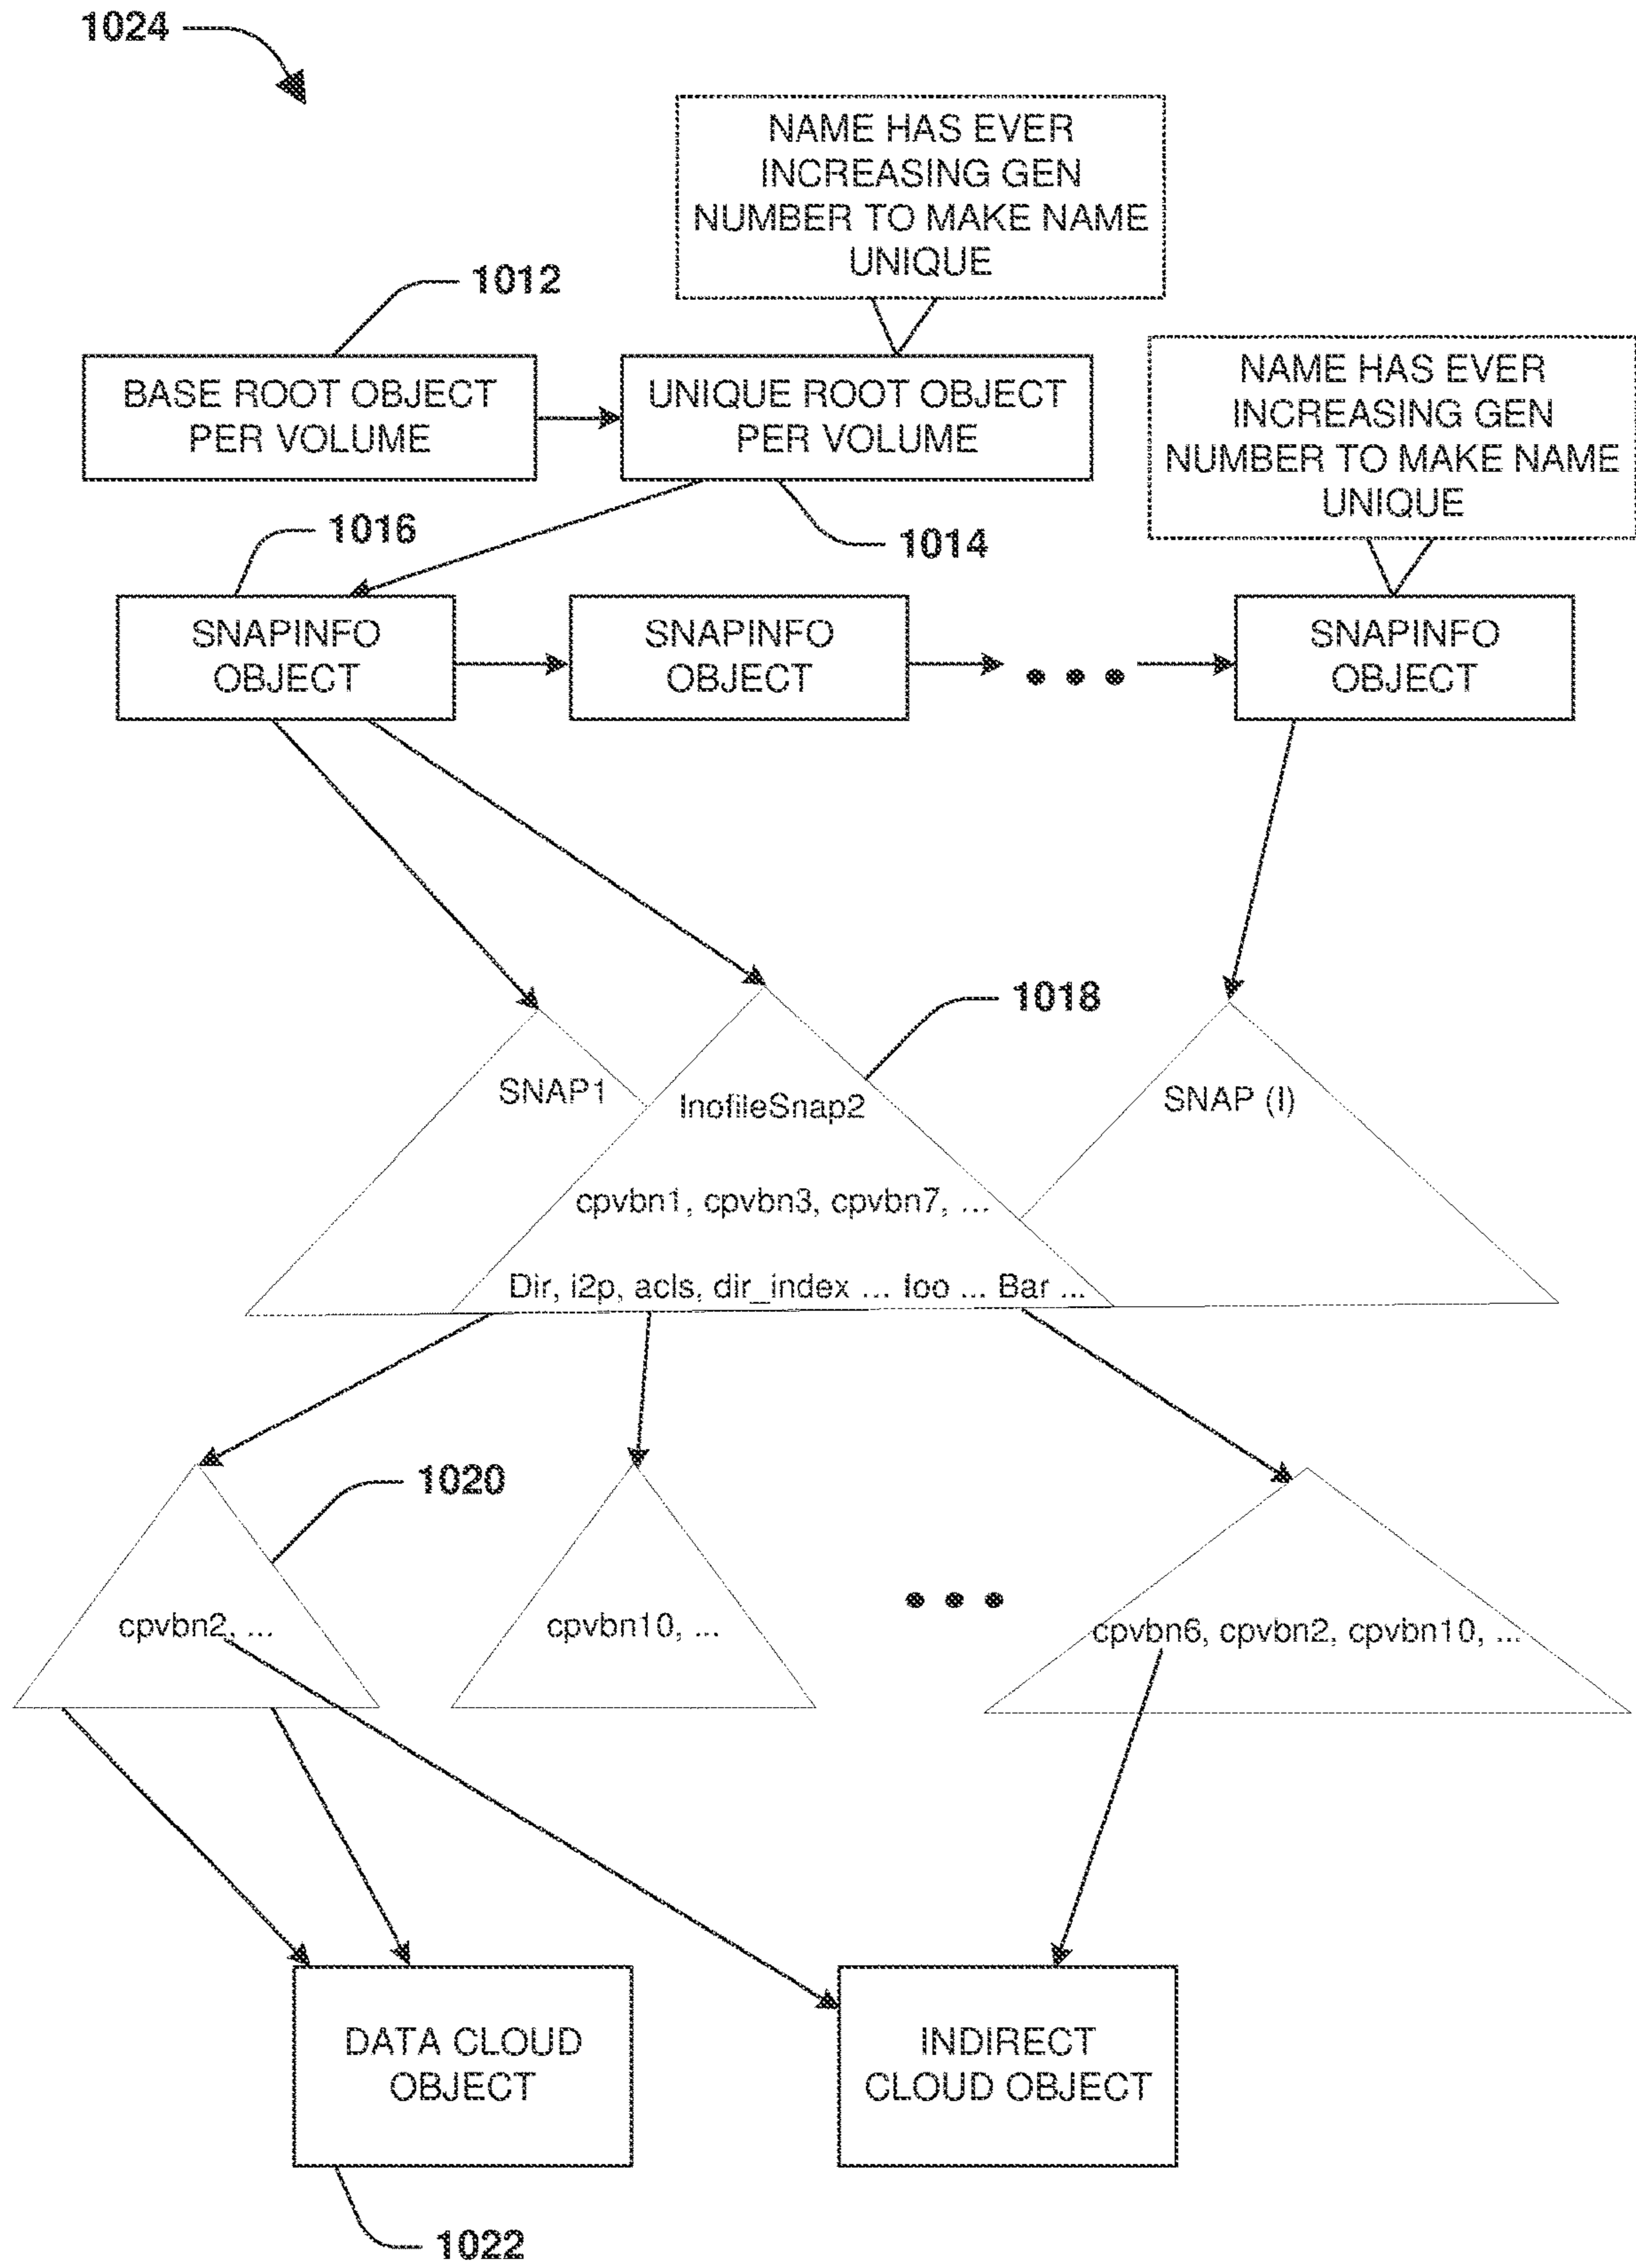 1024
NAME HAS EVER
INCREASING GEN
NUMBER TO MAKE NAME
UNIQUE
1012
BASE ROOT OBJECT
PER VOLUME
UNIQUE ROOT OBJECT
PER VOLUME
NAME HAS EVER
INCREASING GEN
NUMBER TO MAKE NAME
UNIQUE
1016
1014
SNAPINFO
OBJECT
SNAPINFO
OBJECT
SNAPINFO
OBJECT
1018
SNAP1
InofileSnap2
SNAP (I)
cpvbn1, cpvbn3, cpvbn7, ...
Dir, i2p, acls, dir_index ... foo ... Bar ...
1020
cpvbn2, ...
cpvbn10, ...
cpvbn6, cpvbn2, cpvbn10, ...
DATA CLOUD
OBJECT
INDIRECT
CLOUD OBJECT
1022